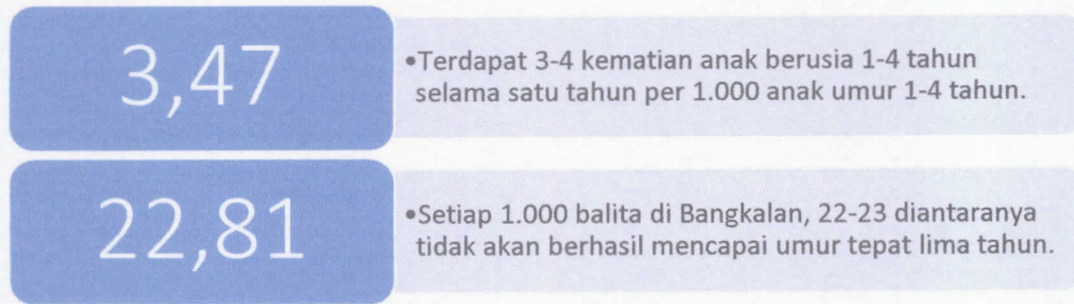 3,47
•Terdapat 3-4 kematian anak berusia 1-4 tahun
selama satu tahun per 1.000 anak umur 1-4 tahun.
22,81
•Setiap 1.000 balita di Bangkalan, 22-23 diantaranya
tidak akan berhasil mencapai umur tepat lima tahun.